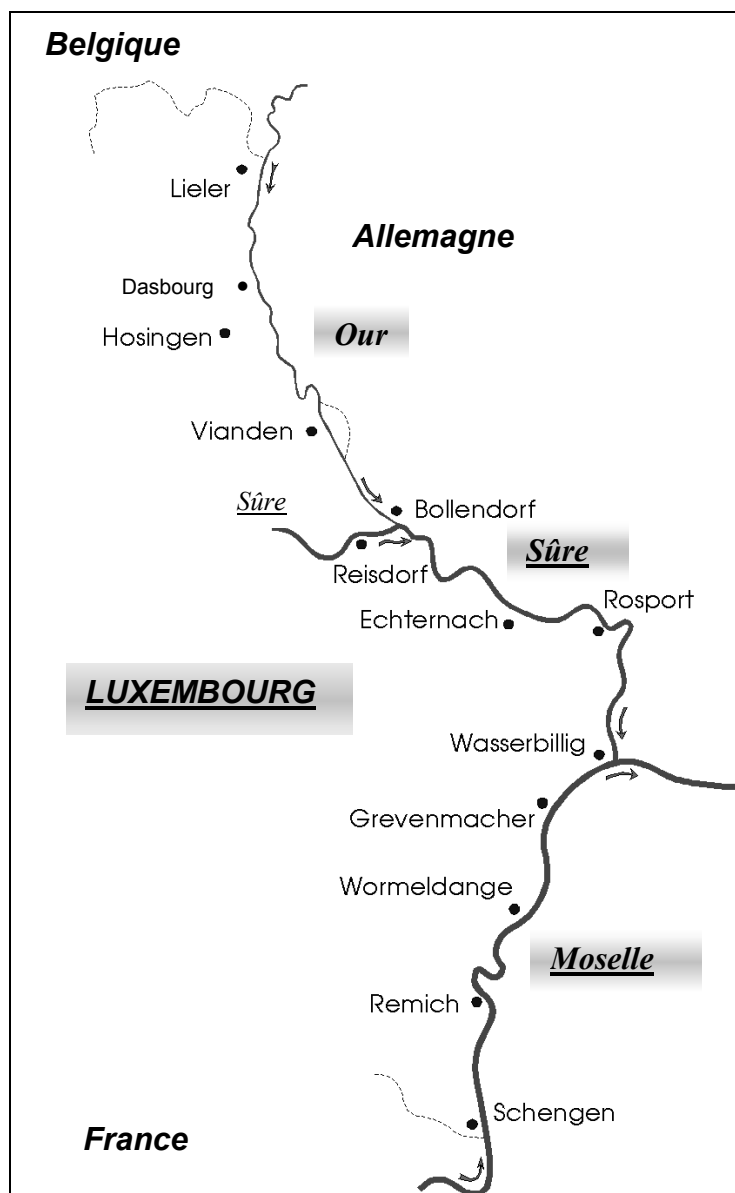 Belgique
Lieler
Allemagne
Dasbourg
Hosingen
Our
Vianden
Sûre
Bollendorf
Sûre
Reisdorf
Rosport
Echternach
LUXEMBOURG
Wasserbillig
Grevenmacher
Wormeldange
Moselle
Remich
Schengen
France